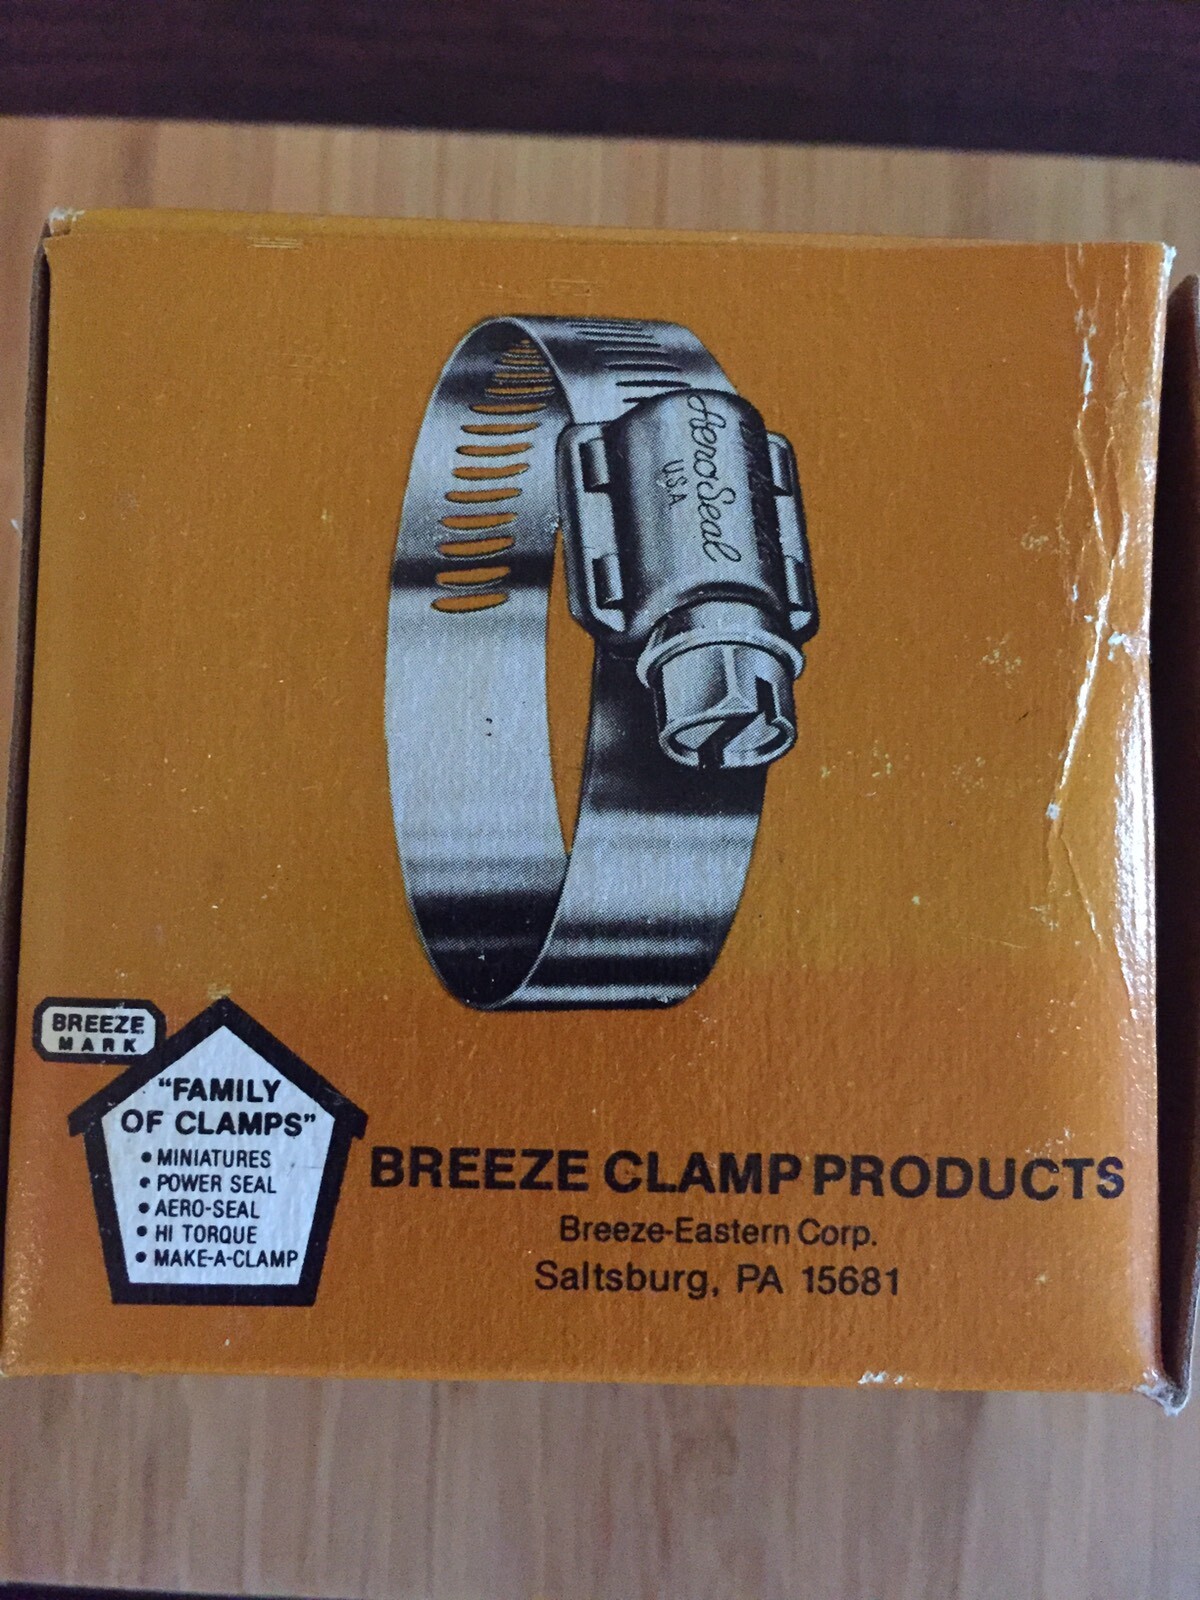 AeroSeal
U.S.A.
BREEZE
MARK
"FAMILY
OF CLAMPS"
• MINIATURES
• POWER SEAL
• AERO-SEAL
• HI TORQUE
• MAKE-A-CLAMP
BREEZE CLAMP PRODUCTS
Breeze-Eastern Corp.
Saltsburg, PA 15681